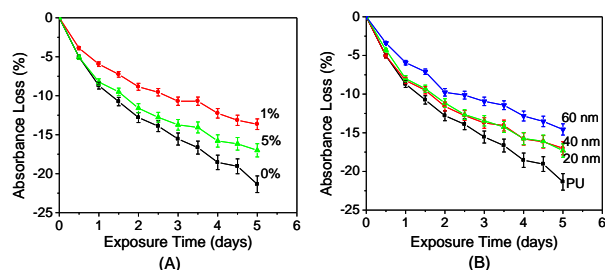 0
-5
-10
-15
-20
-25
Absorbance Loss (%)
1%
5%
0%
0 1 2 3 4 5 6
Exposure Time (days)
(A)
0
-5
-10
-15
-20
-25
Absorbance Loss (%)
60 nm
40 nm
20 nm
PU
0 1 2 3 4 5 6
Exposure Time (days)
(B)